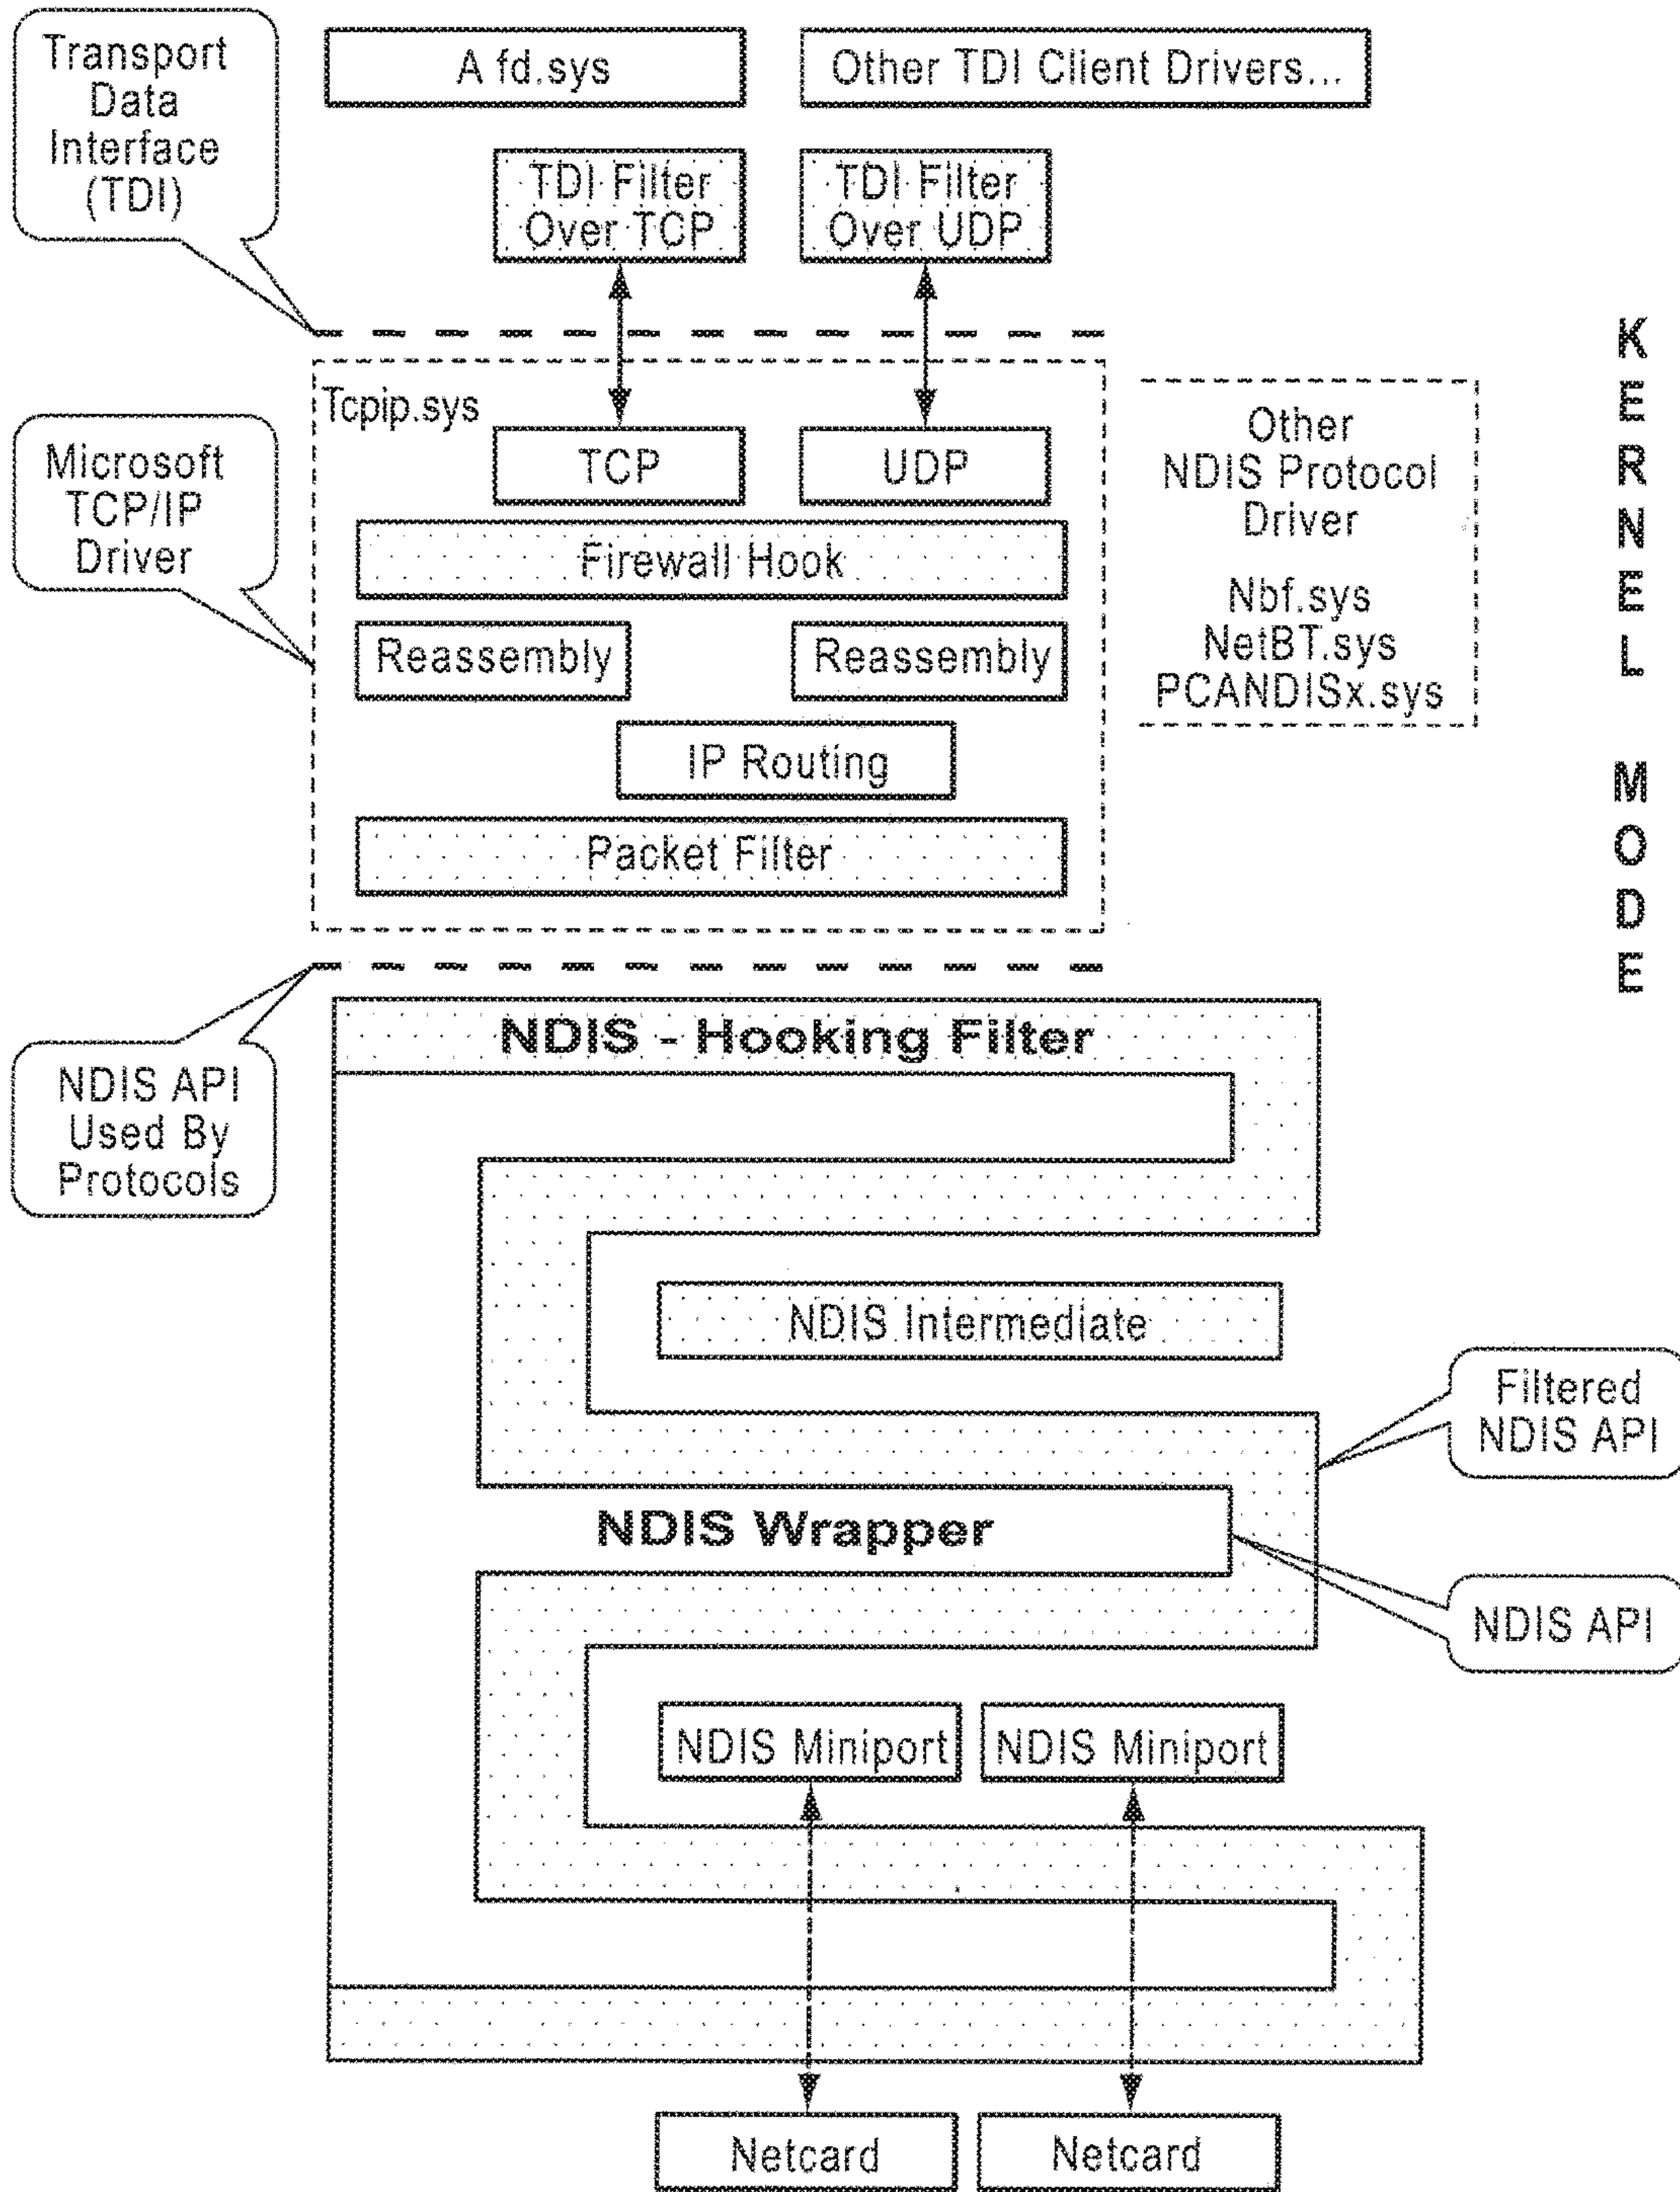 Transport
Data
Interface
(TDI)
A fd.sys
Other TDI Client Drivers...
TDI Filter
Over TCP
TDI Filter
Over UDP
Tcpip.sys
TCP
UDP
Microsoft
TCP/IP
Driver
Firewall Hook
Reassembly
Reassembly
IP Routing
Packet Filter
Other
NDIS Protocol
Driver
Nbf.sys
NetBT.sys
PCANDISx.sys
KERNEL MODE
NDIS API
Used By
Protocols
NDIS - Hooking Filter
NDIS Intermediate
Filtered
NDIS API
NDIS Wrapper
NDIS API
NDIS Miniport
NDIS Miniport
Netcard
Netcard